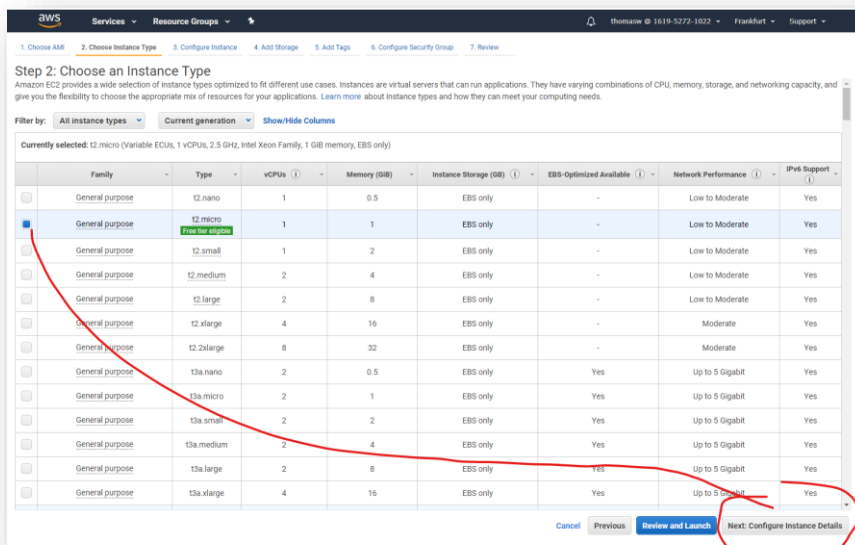 aws Services Resource Groups thomasw @ 1619-5272-1022 Frankfurt Support
1. Choose AMI 2. Choose Instance Type 3. Configure Instance 4. Add Storage 5. Add Tags 6. Configure Security Group 7. Review
Step 2: Choose an Instance Type
Amazon EC2 provides a wide selection of instance types optimized to fit different use cases. Instances are virtual servers that can run applications. They have varying combinations of CPU, memory, storage, and networking capacity, and
give you the flexibility to choose the appropriate mix of resources for your applications. Learn more about instance types and how they can meet your computing needs.
Filter by: All instance types Current generation Show/Hide Columns
Currently selected: t2.micro (Variable ECUs, 1 vCPUs, 2.5 GHz, Intel Xeon Family, 1 GiB memory, EBS only)
Family Type vCPUs i Memory (GiB) Instance Storage (GB) i EBS-Optimized Available i Network Performance i IPv6 Support i
General purpose t2.nano 1 0.5 EBS only - Low to Moderate Yes
General purpose t2.micro Free tier eligible 1 1 EBS only - Low to Moderate Yes
General purpose t2.small 1 2 EBS only - Low to Moderate Yes
General purpose t2.medium 2 4 EBS only - Low to Moderate Yes
General purpose t2.large 2 8 EBS only - Low to Moderate Yes
General purpose t2.xlarge 4 16 EBS only - Moderate Yes
General purpose t2.2xlarge 8 32 EBS only - Moderate Yes
General purpose t3a.nano 2 0.5 EBS only Yes Up to 5 Gigabit Yes
General purpose t3a.micro 2 1 EBS only Yes Up to 5 Gigabit Yes
General purpose t3a.small 2 2 EBS only Yes Up to 5 Gigabit Yes
General purpose t3a.medium 2 4 EBS only Yes Up to 5 Gigabit Yes
General purpose t3a.large 2 8 EBS only Yes Up to 5 Gigabit Yes
General purpose t3a.xlarge 4 16 EBS only Yes Up to 5 Gigabit Yes
Cancel Previous Review and Launch Next: Configure Instance Details